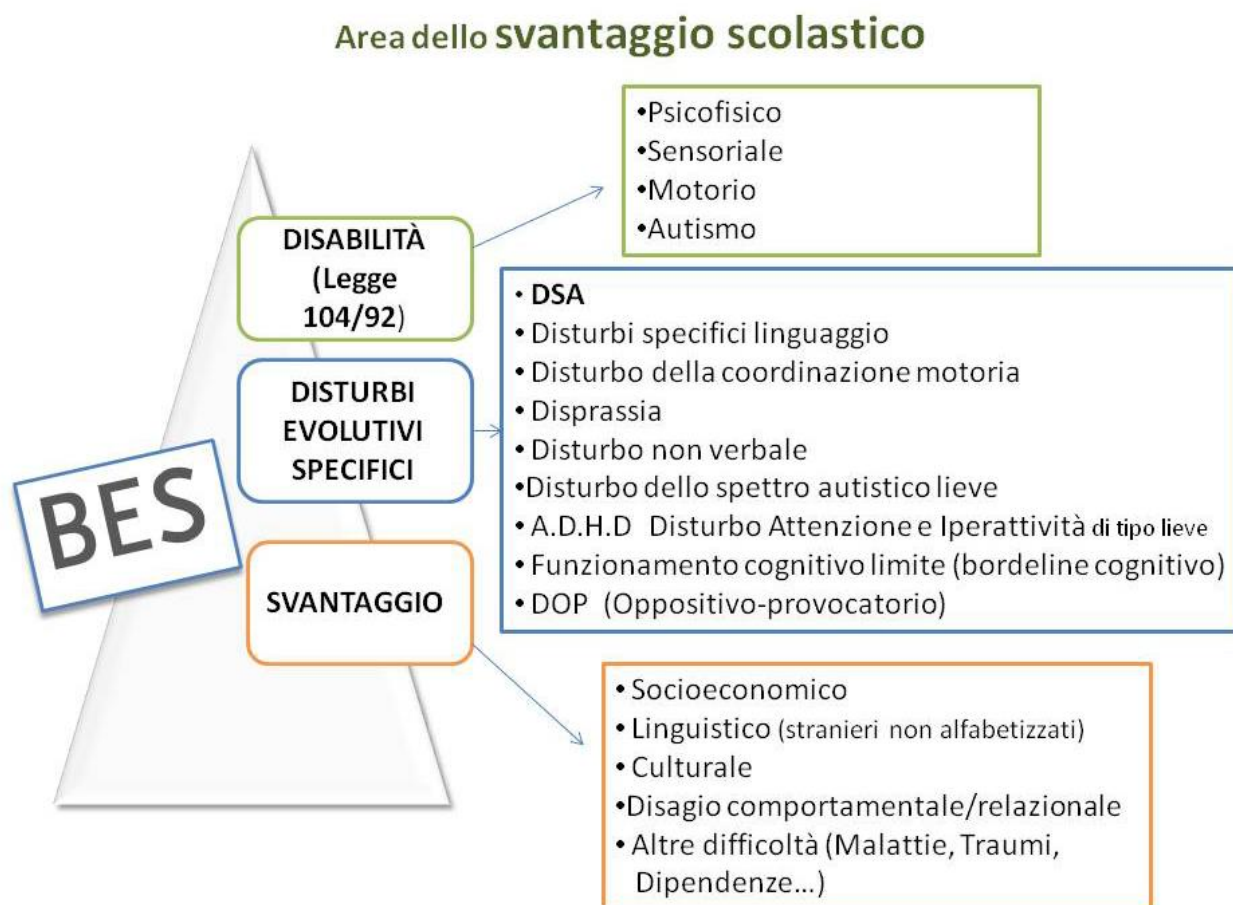 Area dello svantaggio scolastico
•Psicofisico
•Sensoriale
•Motorio
•Autismo
DISABILITÀ
(Legge
104/92)
• DSA
• Disturbi specifici linguaggio
• Disturbo della coordinazione motoria
• Disprassia
• Disturbo non verbale
•Disturbo dello spettro autistico lieve
• A.D.H.D Disturbo Attenzione e Iperattività di tipo lieve
• Funzionamento cognitivo limite (bordeline cognitivo)
• DOP (Oppositivo-provocatorio)
DISTURBI
EVOLUTIVI
SPECIFICI
BES
SVANTAGGIO
• Socioeconomico
• Linguistico (stranieri non alfabetizzati)
• Culturale
•Disagio comportamentale/relazionale
• Altre difficoltà (Malattie, Traumi,
Dipendenze...)